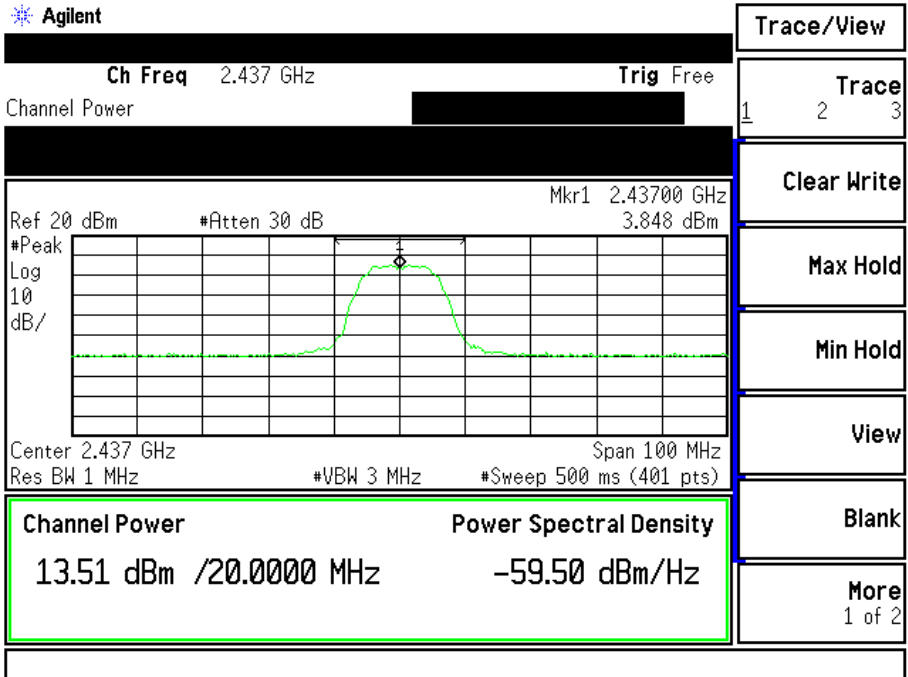 Agilent
Trace/View
Ch Freq 2.437 GHz Trig Free
Channel Power
Trace
1 2 3
Clear Write
Max Hold
Min Hold
View
Blank
More
1 of 2
Mkr1 2.43700 GHz
Ref 20 dBm #Atten 30 dB 3.848 dBm
#Peak
Log
10
dB/
1
Center 2.437 GHz Span 100 MHz
Res BW 1 MHz #VBW 3 MHz #Sweep 500 ms (401 pts)
Channel Power Power Spectral Density
13.51 dBm /20.0000 MHz -59.50 dBm/Hz